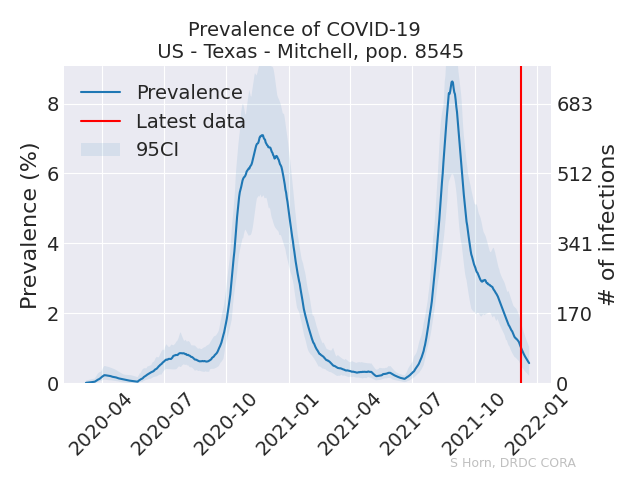 Prevalence of COVID-19
US - Texas - Mitchell, pop. 8545
Prevalence
Latest data
95CI
Prevalence (%)
8
6
4
2
0
683
512
341
170
0
# of infections
2020-04
2020-07
2020-10
2021-01
2021-04
2021-07
2021-10
2022-01
S Horn, DRDC CORA